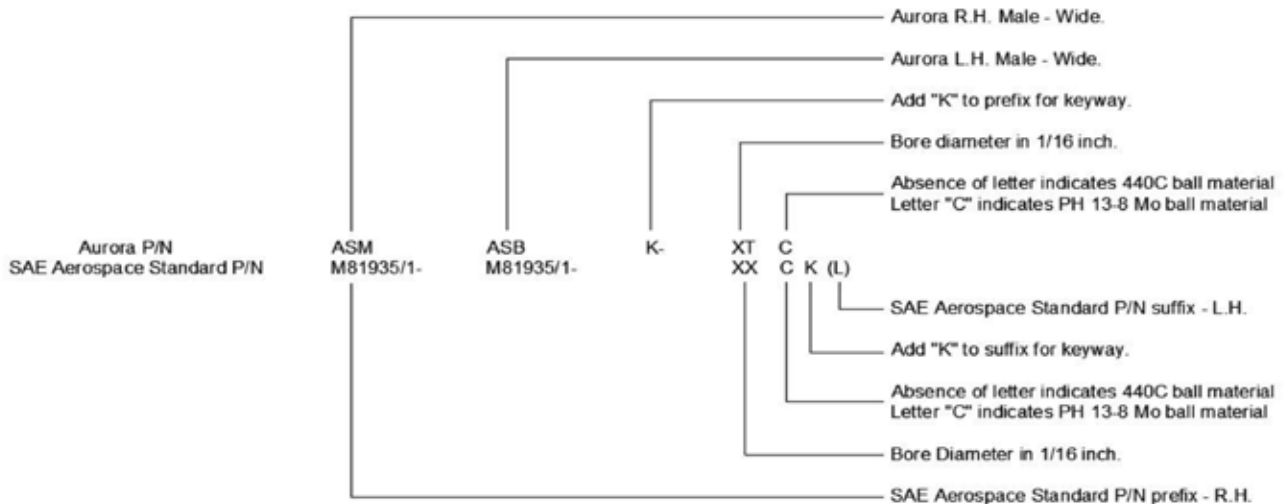 Aurora R.H. Male - Wide.
Aurora L.H. Male - Wide.
Add "K" to prefix for keyway.
Bore diameter in 1/16 inch.
Absence of letter indicates 440C ball material
Letter "C" indicates PH 13-8 Mo ball material
Aurora P/N ASM ASB K- XT C
SAE Aerospace Standard P/N M81935/1- M81935/1- XX C K (L)
SAE Aerospace Standard P/N suffix - L.H.
Add "K" to suffix for keyway.
Absence of letter indicates 440C ball material
Letter "C" indicates PH 13-8 Mo ball material
Bore Diameter in 1/16 inch.
SAE Aerospace Standard P/N prefix - R.H.